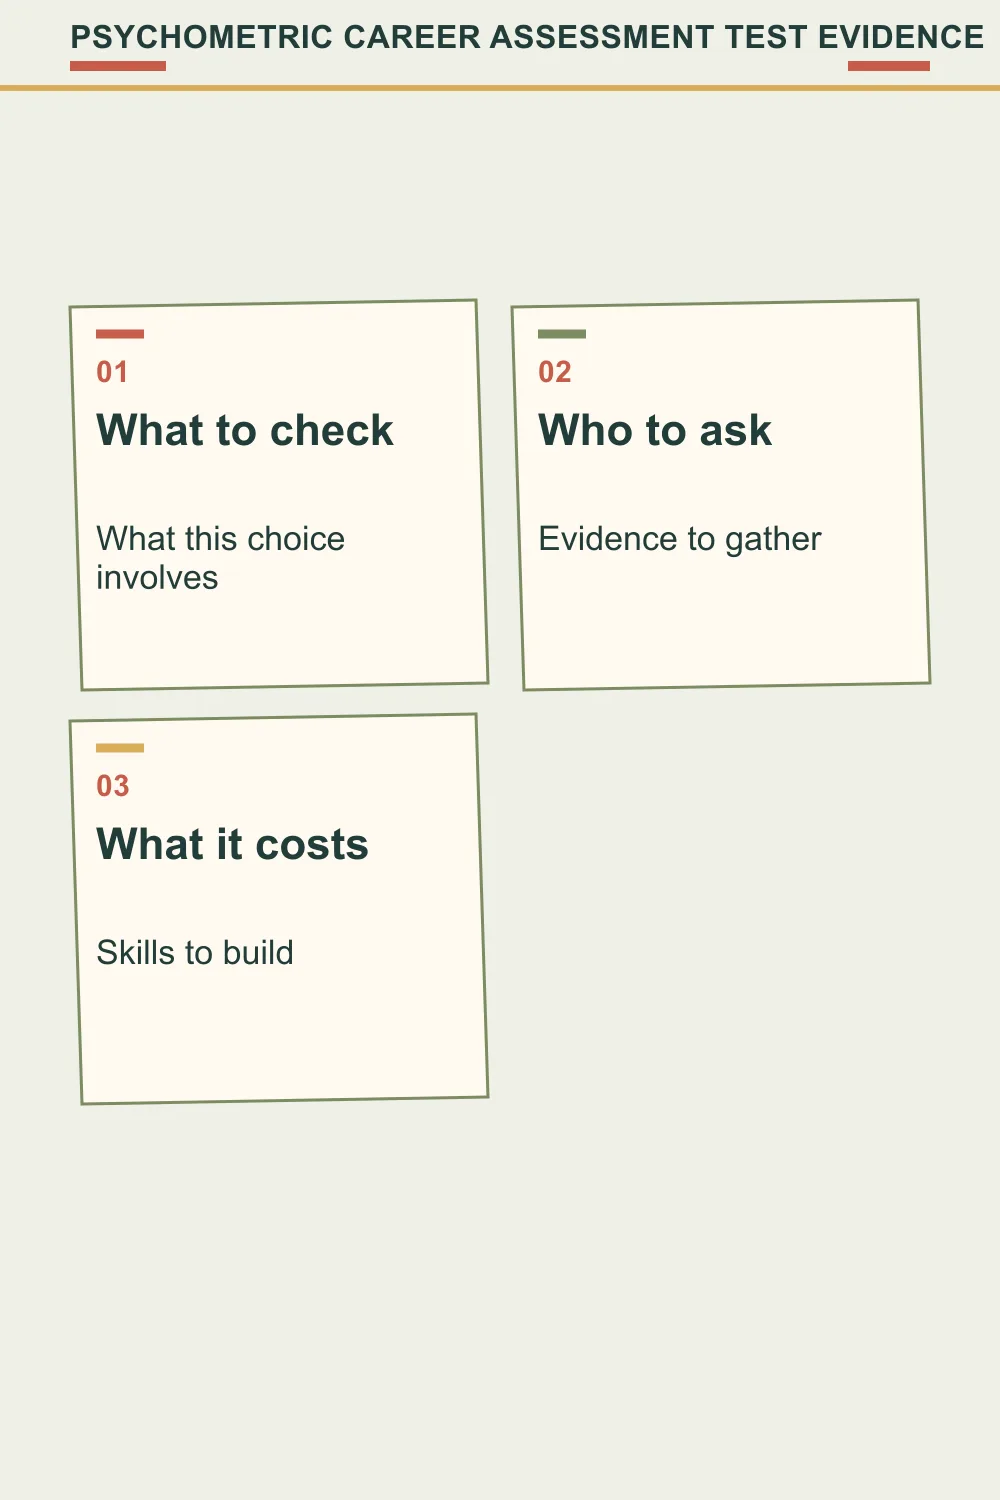 PSYCHOMETRIC CAREER ASSESSMENT TEST EVIDENCE
01
What to check
What this choice
involves
02
Who to ask
Evidence to gather
03
What it costs
Skills to build